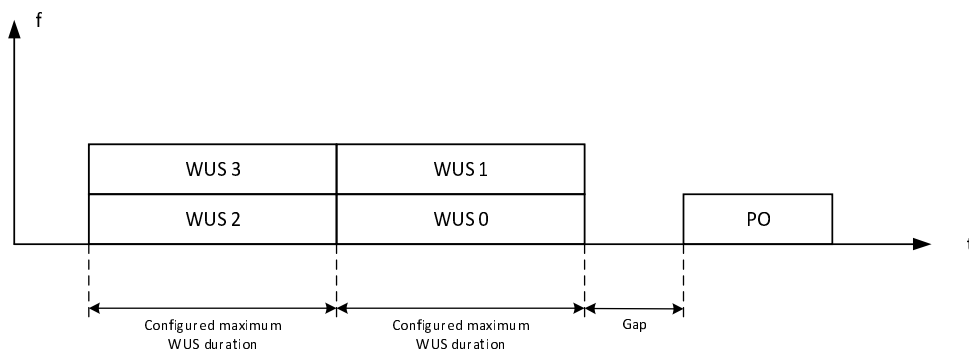 f
WUS 3
WUS 1
WUS 2
WUS 0
PO
t
Configured maximum
WUS duration
Configured maximum
WUS duration
Gap